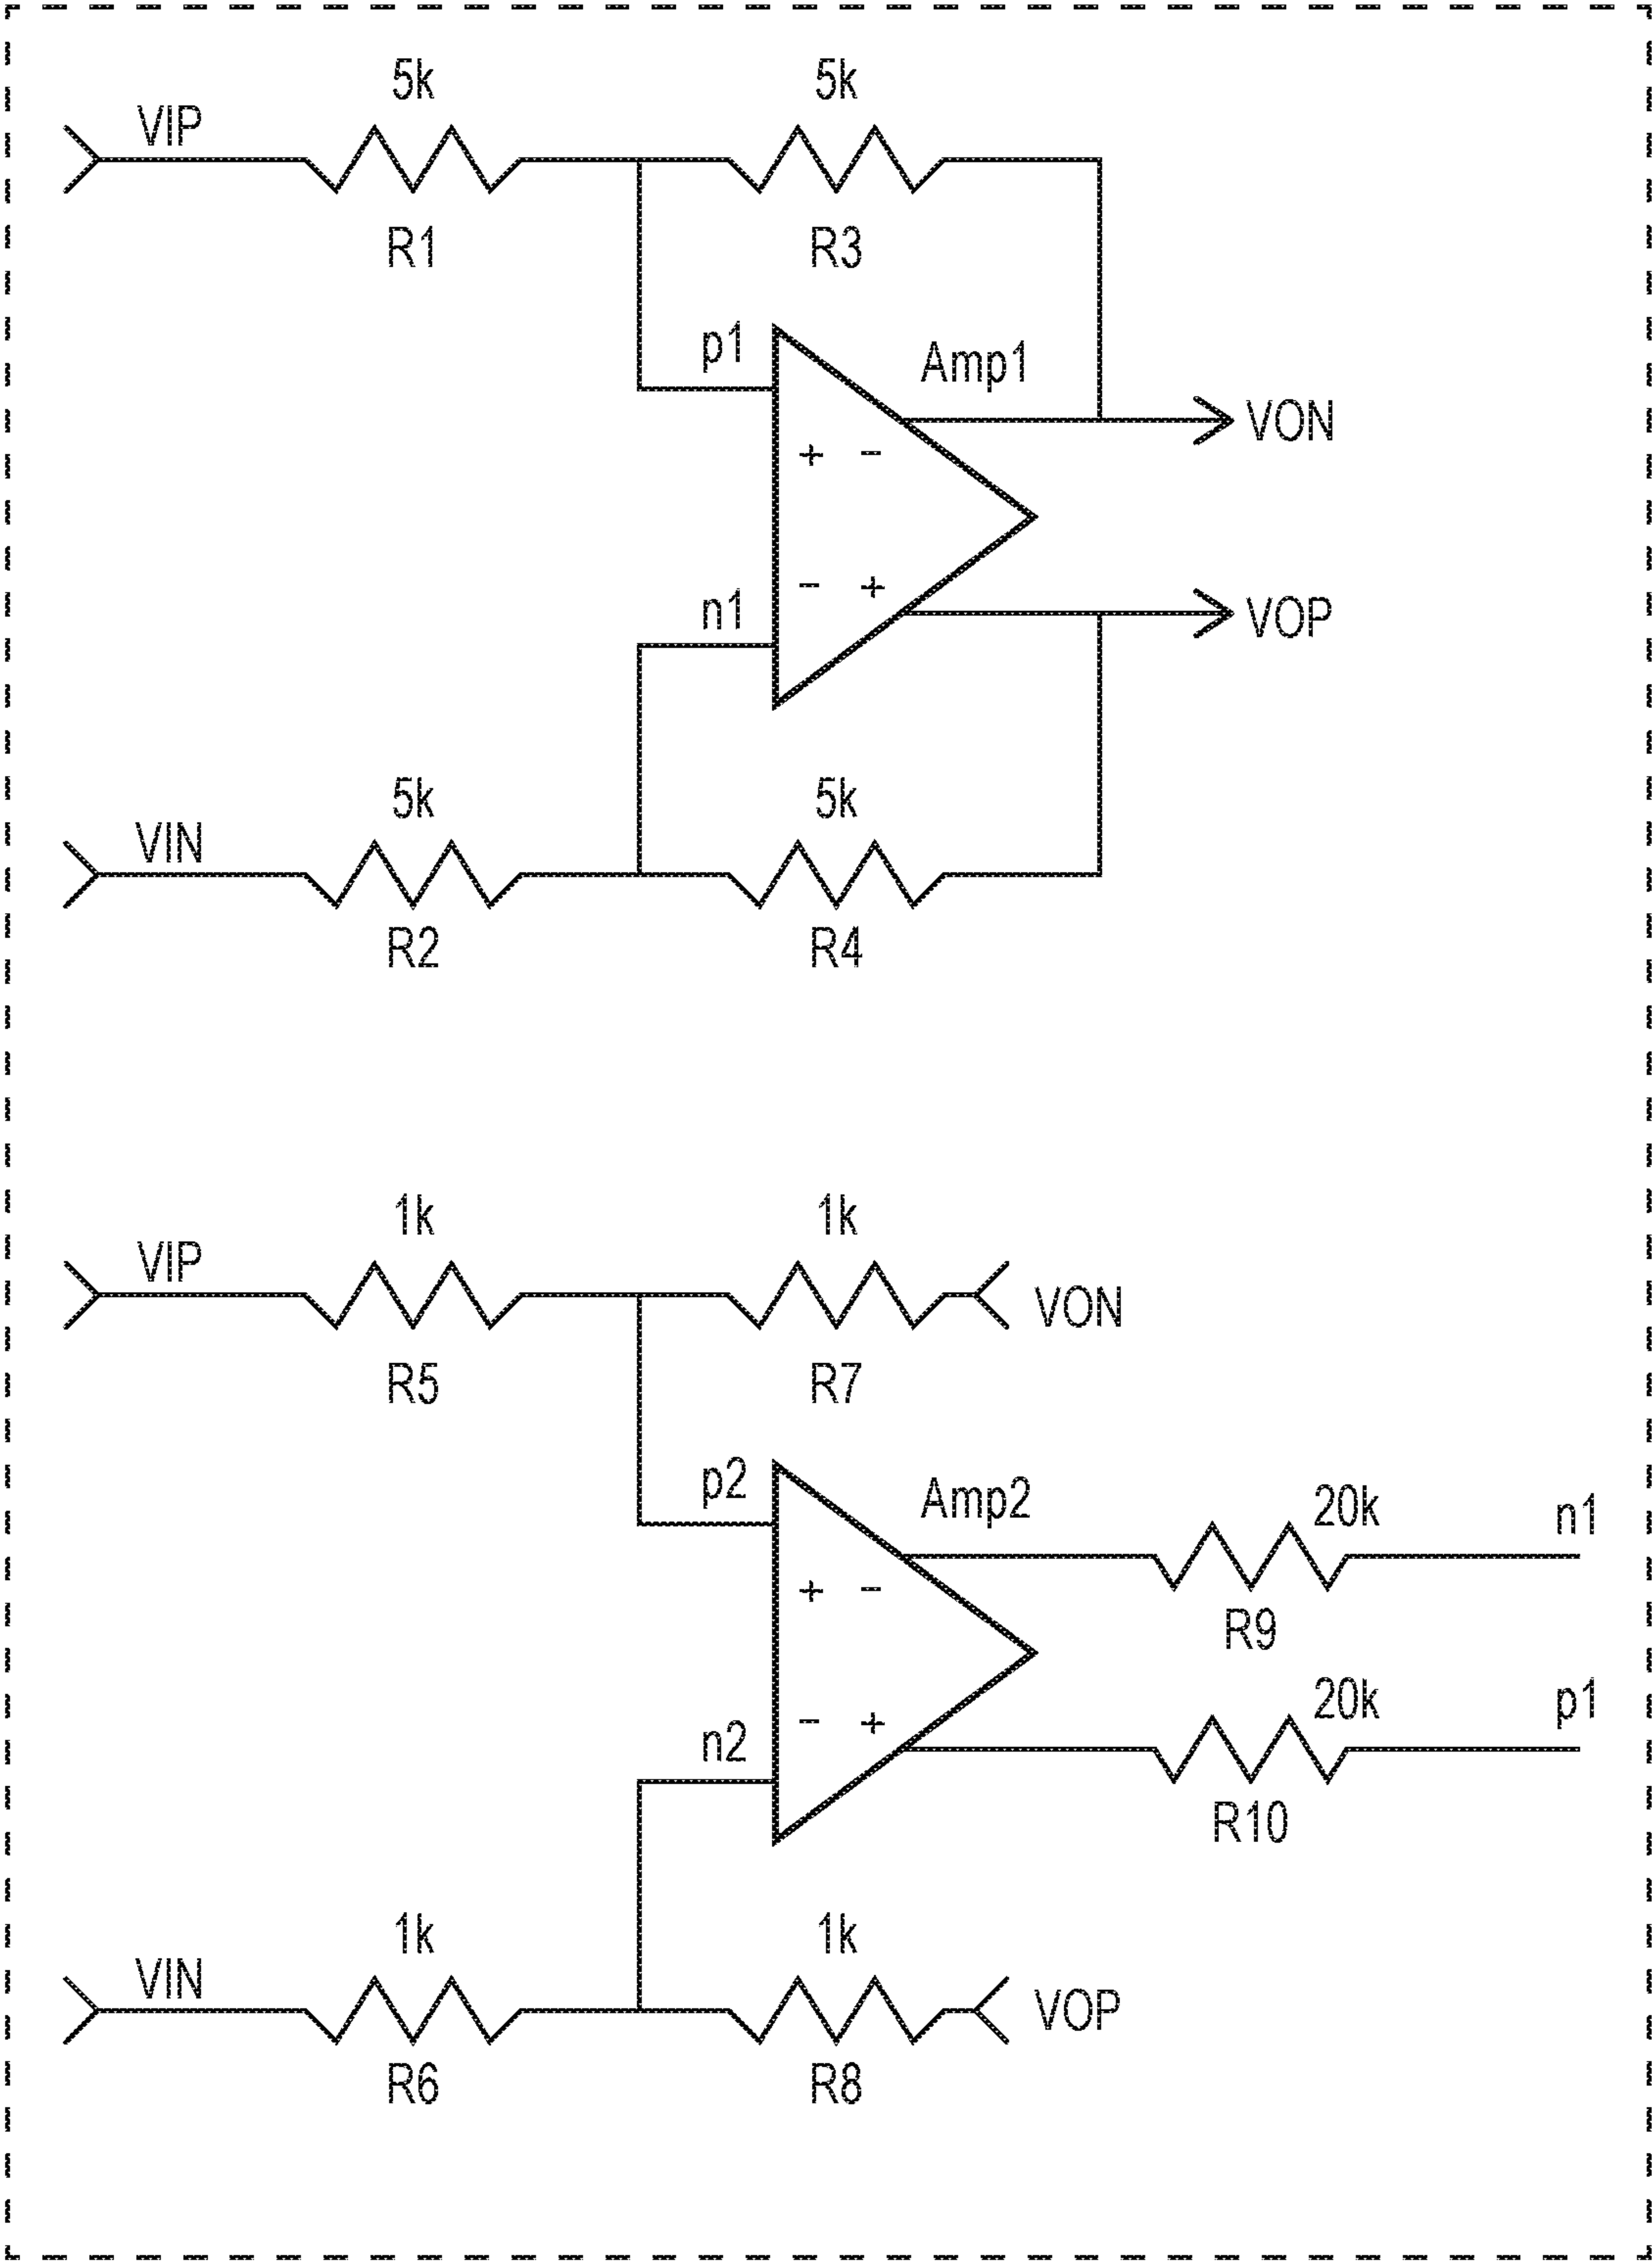 5k 5k
VIP
R1 R3
p1 Amp1
VON
+ -
- +
n1 VOP
5k 5k
VIN
R2 R4
1k 1k
VIP VON
R5 R7
p2 Amp2 20k n1
+ -
R9
20k p1
n2 - +
R10
1k 1k
VIN VOP
R6 R8